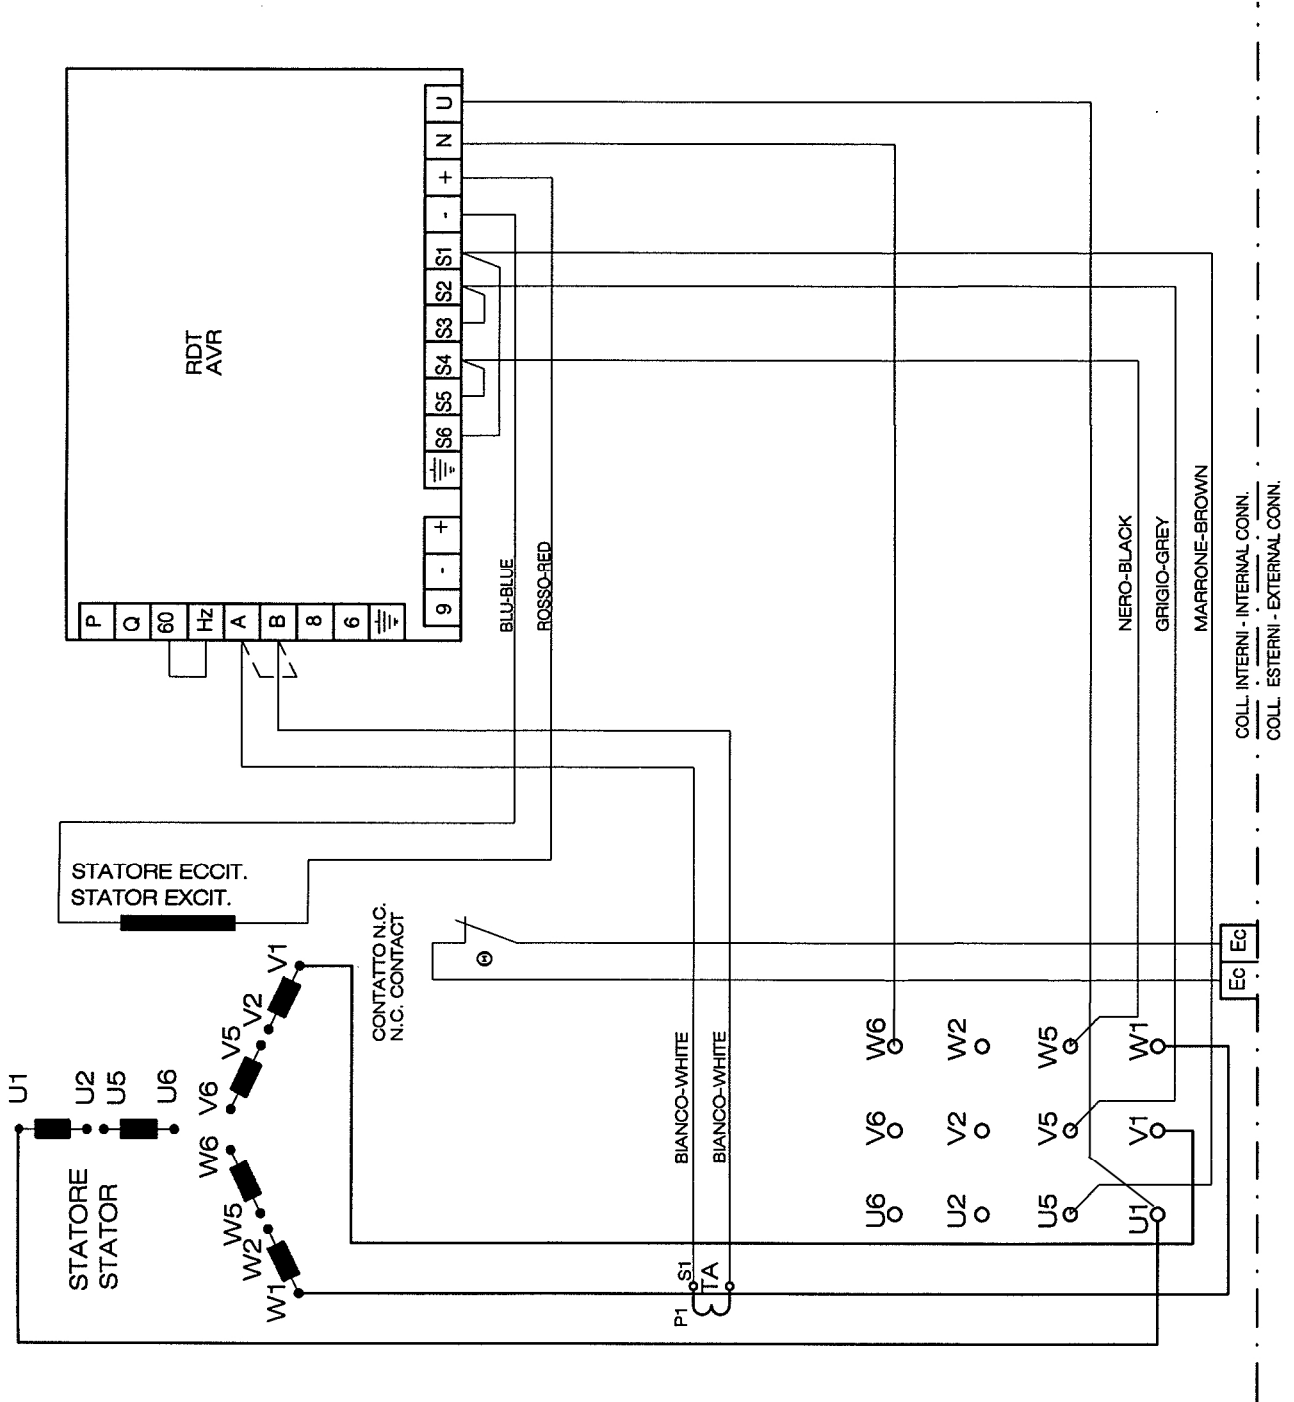 RDT
AVR
U
N
+
-
S1
S2
S3
S4
S5
S6
+
-
9
P
Q
60
Hz
A
B
8
6
BLU-BLUE
ROSSO-RED
NERO-BLACK
GRIGIO-GREY
MARRONE-BROWN
COLL. INTERNI - INTERNAL CONN.
COLL. ESTERNI - EXTERNAL CONN.
STATORE ECCIT.
STATOR EXCIT.
CONTATTO N.C.
N.C. CONTACT
Θ
Ec
Ec
STATORE
STATOR
U1
U2
U5
U6
V1
V2
V5
V6
W6
W5
W2
W1
BIANCO-WHITE
BIANCO-WHITE
P1
S1
TA
W6
W2
W5
W1
V6
V2
V5
V1
U6
U2
U5
U1